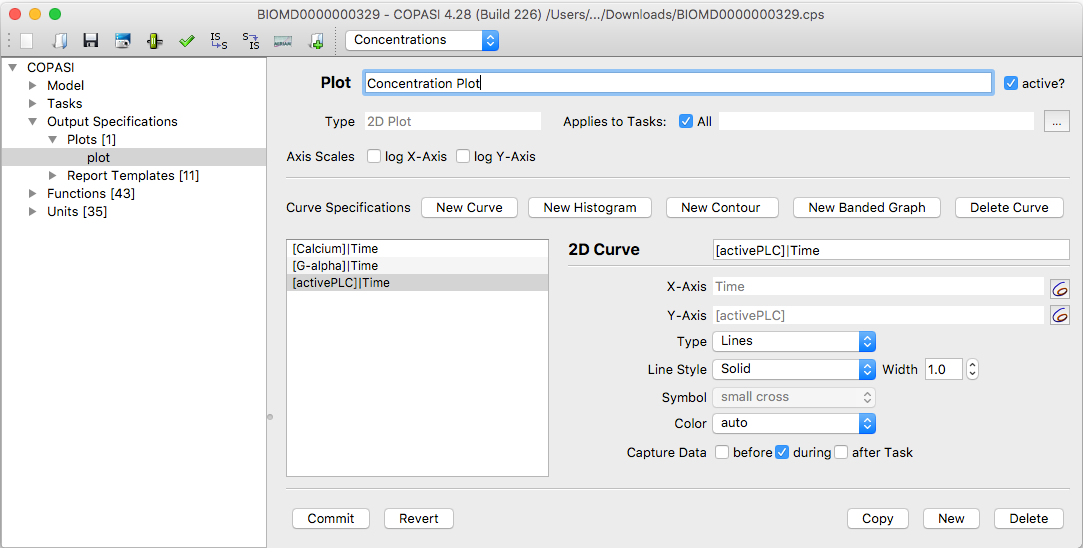 BIOMD0000000329 - COPASI 4.28 (Build 226) /Users/.../Downloads/BIOMD0000000329.cps
IS S S IS Concentrations
COPASI
Model
Tasks
Output Specifications
Plots [1]
plot
Report Templates [11]
Functions [43]
Units [35]
Plot Concentration Plot active?
Type 2D Plot Applies to Tasks: All ...
Axis Scales log X-Axis log Y-Axis
Curve Specifications New Curve New Histogram New Contour New Banded Graph Delete Curve
[Calcium]|Time
[G-alpha]|Time
[activePLC]|Time
2D Curve [activePLC]|Time
X-Axis Time
Y-Axis [activePLC]
Type Lines
Line Style Solid Width 1.0
Symbol small cross
Color auto
Capture Data before during after Task
Commit Revert Copy New Delete